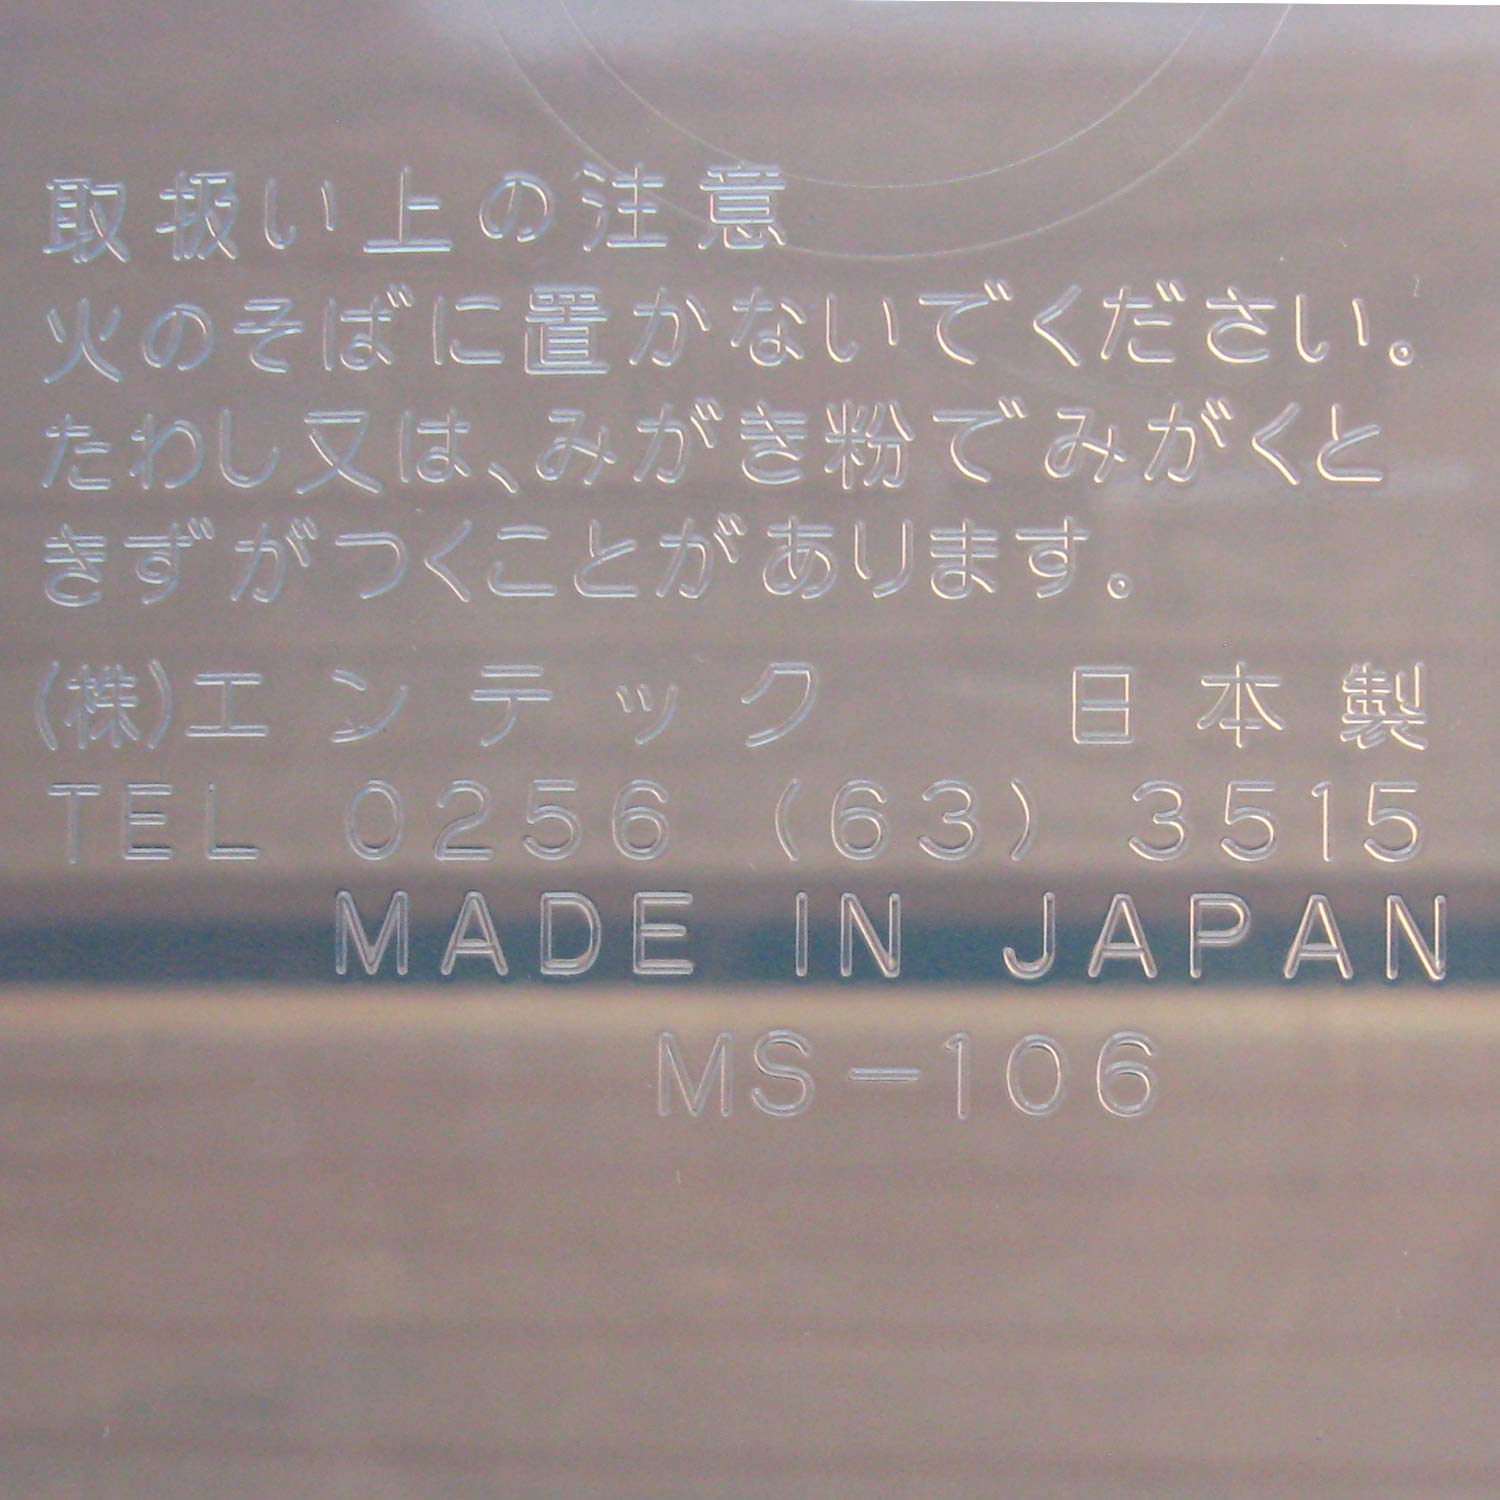 取扱い上の注意
火のそばに置かないでください。
たわし又は、みがき粉でみがくと
きずがつくことがあります。
(株)エンテック 日本製
TEL 0256 (63) 3515
MADE IN JAPAN
MS-106